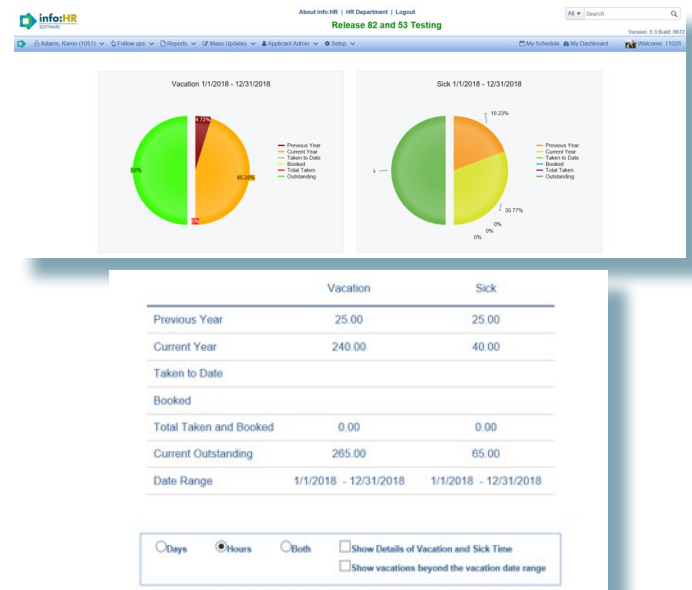 info:HR
SOFTWARE
About info:HR | HR Department | Logout
Release 82 and 53 Testing
All Search
Version: 5.3 Build: 8672
Adams, Karen (1051) Follow-ups Reports Mass Updates Applicant Admin Setup My Schedule My Dashboard Welcome: 11026
Vacation 1/1/2018 - 12/31/2018
4.72%
50%
45.28%
0%
Previous Year
Current Year
Taken to Date
Booked
Total Taken
Outstanding
Sick 1/1/2018 - 12/31/2018
19.23%
30.77%
0%
0%
0%
Previous Year
Current Year
Taken to Date
Booked
Total Taken
Outstanding
Vacation Sick
Previous Year 25.00 25.00
Current Year 240.00 40.00
Taken to Date
Booked
Total Taken and Booked 0.00 0.00
Current Outstanding 265.00 65.00
Date Range 1/1/2018 - 12/31/2018 1/1/2018 - 12/31/2018
Days Hours Both Show Details of Vacation and Sick Time
Show vacations beyond the vacation date range